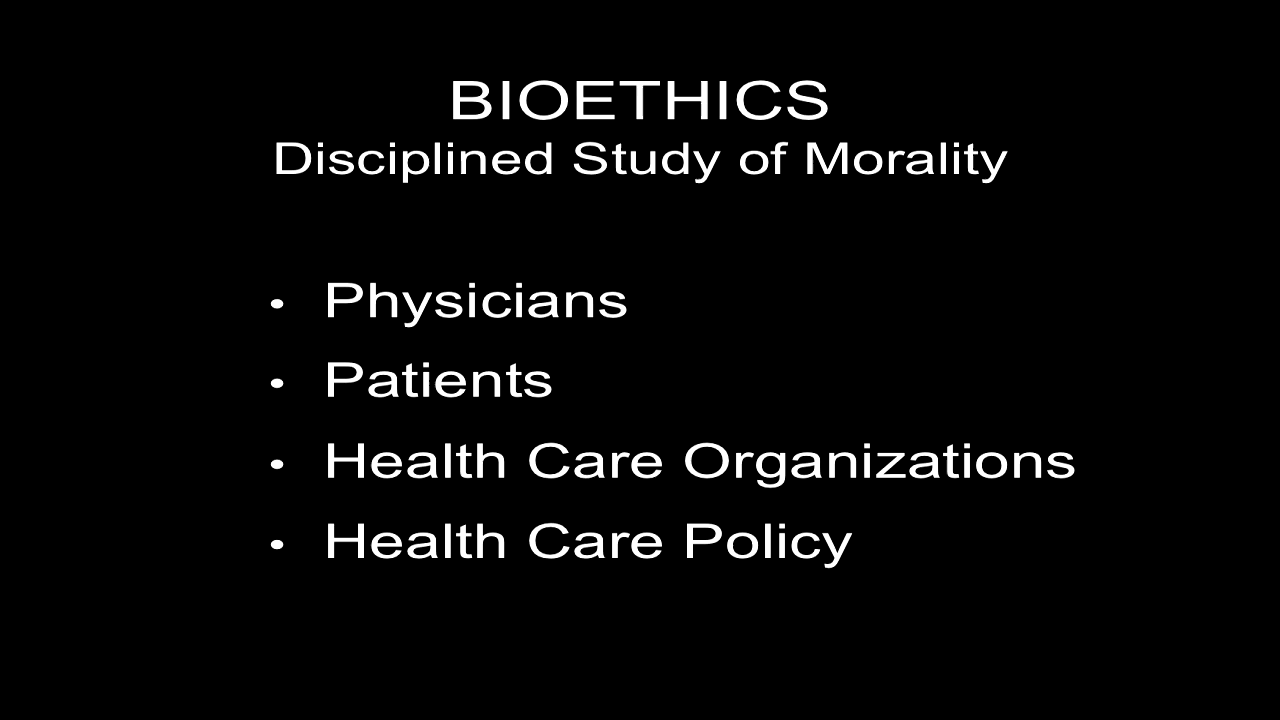 BIOETHICS
Disciplined Study of Morality
• Physicians
• Patients
• Health Care Organizations
• Health Care Policy